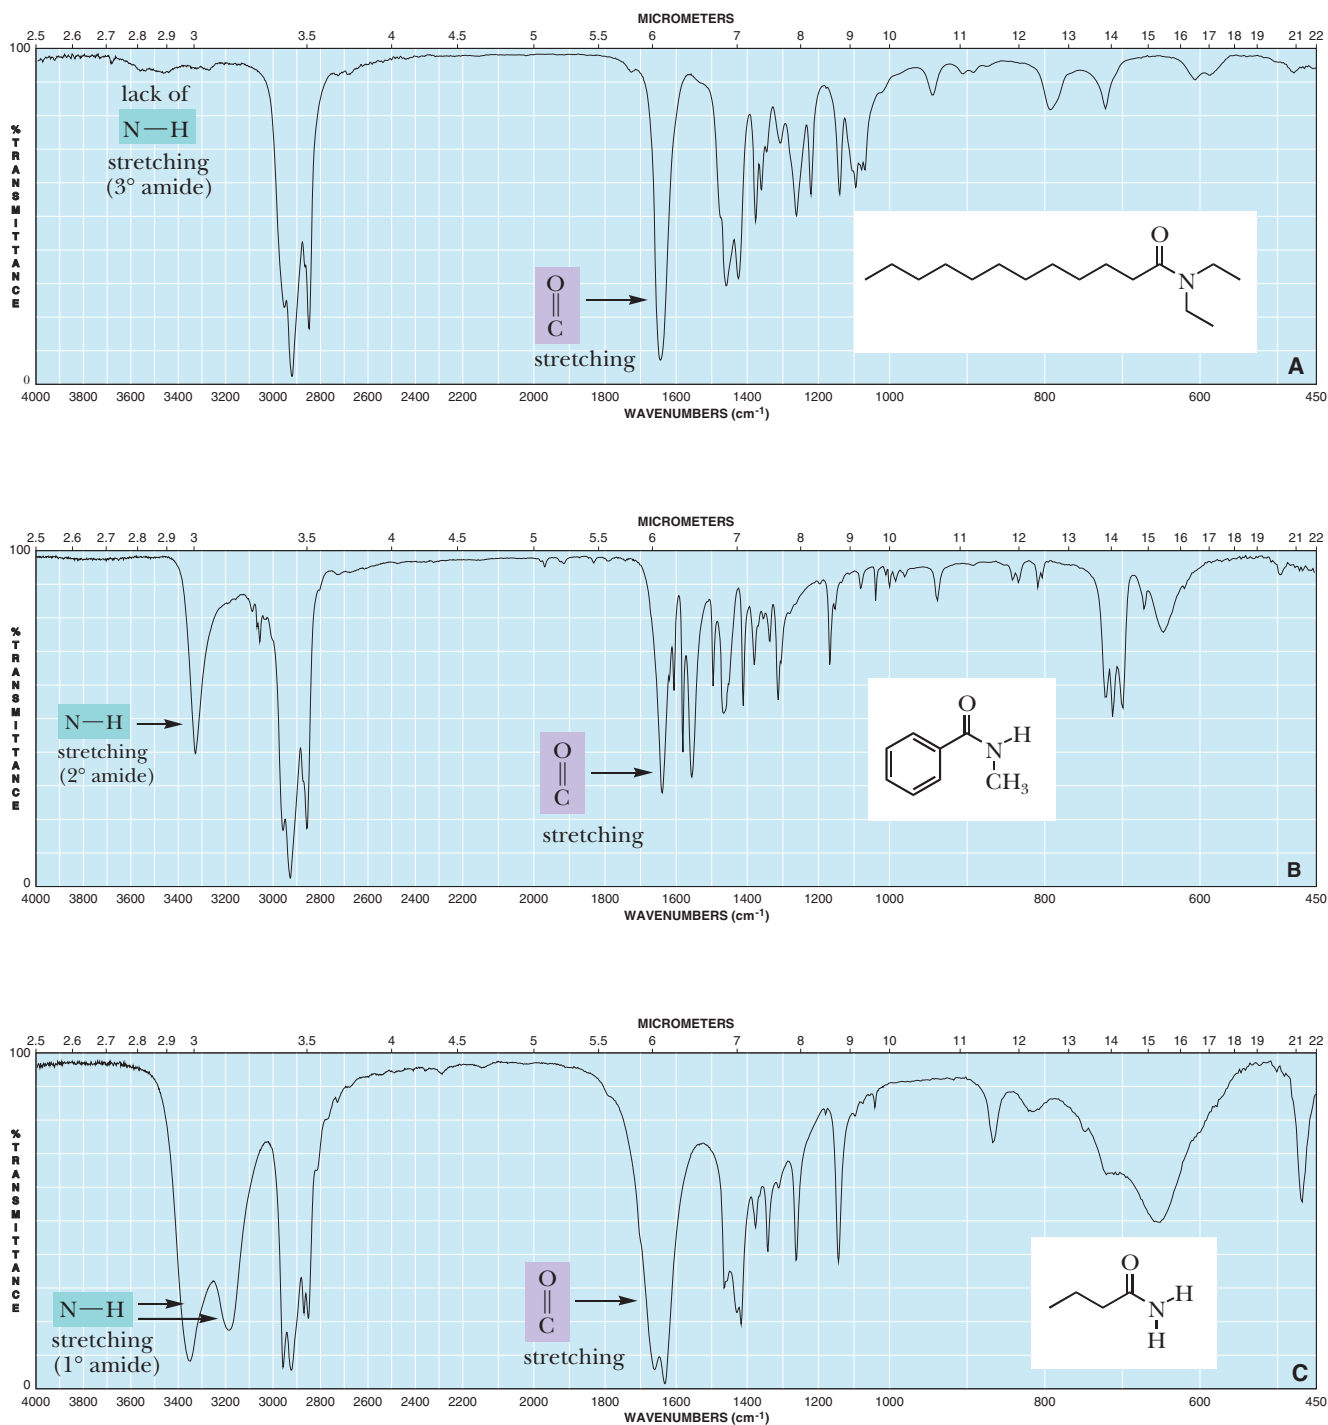 MICROMETERS
2.5 2.6 2.7 2.8 2.9 3 3.5 4 4.5 5 5.5 6 7 8 9 10 11 12 13 14 15 16 17 18 19 21 22
100
lack of
N—H
stretching
(3° amide)
%TRANSMITTANCE
O
C
stretching
O
N
A
0
4000 3800 3600 3400 3200 3000 2800 2600 2400 2200 2000 1800 1600 1400 1200 1000 800 600 450
WAVENUMBERS (cm-1)
MICROMETERS
2.5 2.6 2.7 2.8 2.9 3 3.5 4 4.5 5 5.5 6 7 8 9 10 11 12 13 14 15 16 17 18 19 21 22
100
%TRANSMITTANCE
N—H
stretching
(2° amide)
O
C
stretching
O
H
N
CH3
B
0
4000 3800 3600 3400 3200 3000 2800 2600 2400 2200 2000 1800 1600 1400 1200 1000 800 600 450
WAVENUMBERS (cm-1)
MICROMETERS
2.5 2.6 2.7 2.8 2.9 3 3.5 4 4.5 5 5.5 6 7 8 9 10 11 12 13 14 15 16 17 18 19 21 22
100
%TRANSMITTANCE
N—H
stretching
(1° amide)
O
C
stretching
O
H
N
H
C
0
4000 3800 3600 3400 3200 3000 2800 2600 2400 2200 2000 1800 1600 1400 1200 1000 800 600 450
WAVENUMBERS (cm-1)